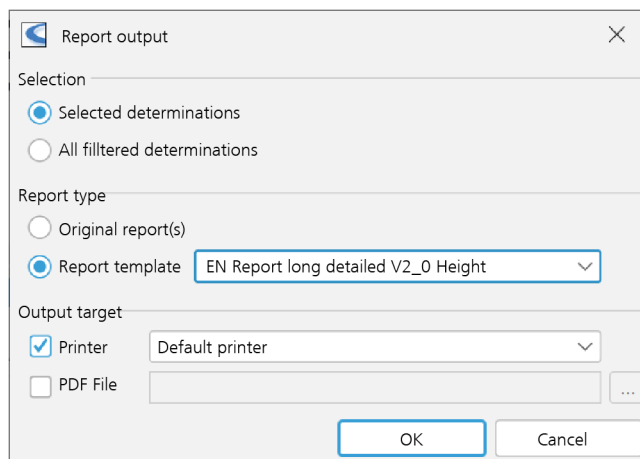 Report output
Selection
Selected determinations
All filltered determinations
Report type
Original report(s)
Report template EN Report long detailed V2_0 Height
Output target
Printer Default printer
PDF File ...
OK Cancel